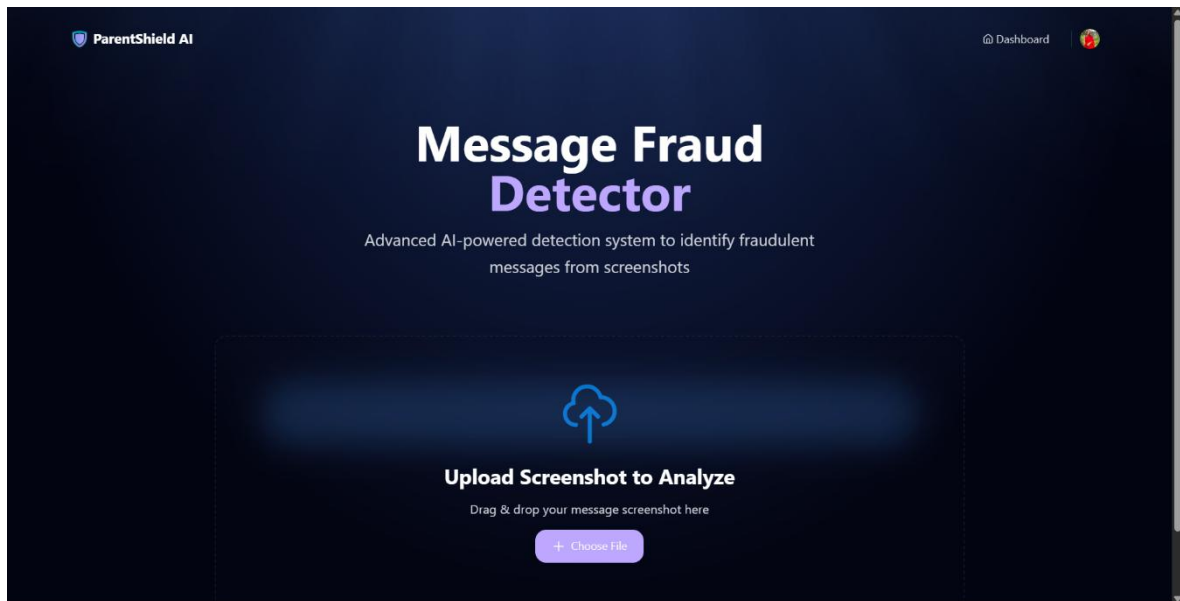 ParentShield AI
Dashboard
Message Fraud
Detector
Advanced AI-powered detection system to identify fraudulent
messages from screenshots
Upload Screenshot to Analyze
Drag & drop your message screenshot here
+ Choose File